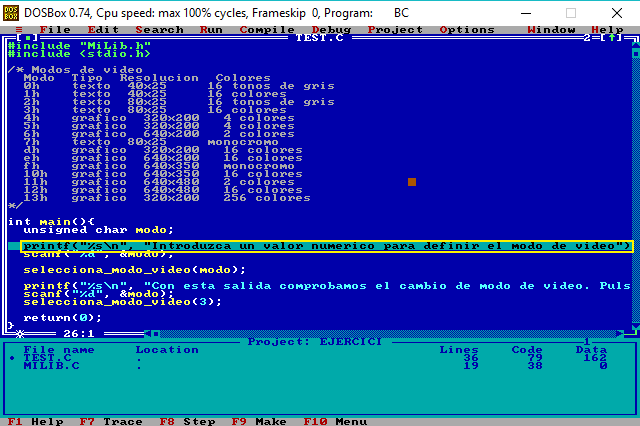 DOSBox 0.74, Cpu speed: max 100% cycles, Frameskip 0, Program: BC
≡ File Edit Search Run Compile Debug Project Options Window Help
TEST.C 2=[↑]
#include "MiLib.h"
#include <stdio.h>
/* Modos de video
Modo Tipo Resolucion Colores
0h texto 40x25 16 tonos de gris
1h texto 40x25 16 colores
2h texto 80x25 16 tonos de gris
3h texto 80x25 16 colores
4h grafico 320x200 4 colores
5h grafico 320x200 4 colores
6h grafico 640x200 2 colores
7h texto 80x25 monocromo
dh grafico 320x200 16 colores
eh grafico 640x200 16 colores
fh grafico 640x350 monocromo
10h grafico 640x350 16 colores
11h grafico 640x480 2 colores
12h grafico 640x480 16 colores
13h grafico 320x200 256 colores
*/
int main(){
unsigned char modo;
printf("%s\n", "Introduzca un valor numerico para definir el modo de video")
scanf("%d", &modo);
selecciona_modo_video(modo);
printf("%s\n", "Con esta salida comprobamos el cambio de modo de video. Puls
scanf("%d", &modo);
selecciona_modo_video(3);
return(0);
}
26:1
Project: EJERCICI 1
File name Location Lines Code Data
• TEST.C . 36 79 162
MILIB.C . 19 38 0
F1 Help F7 Trace F8 Step F9 Make F10 Menu